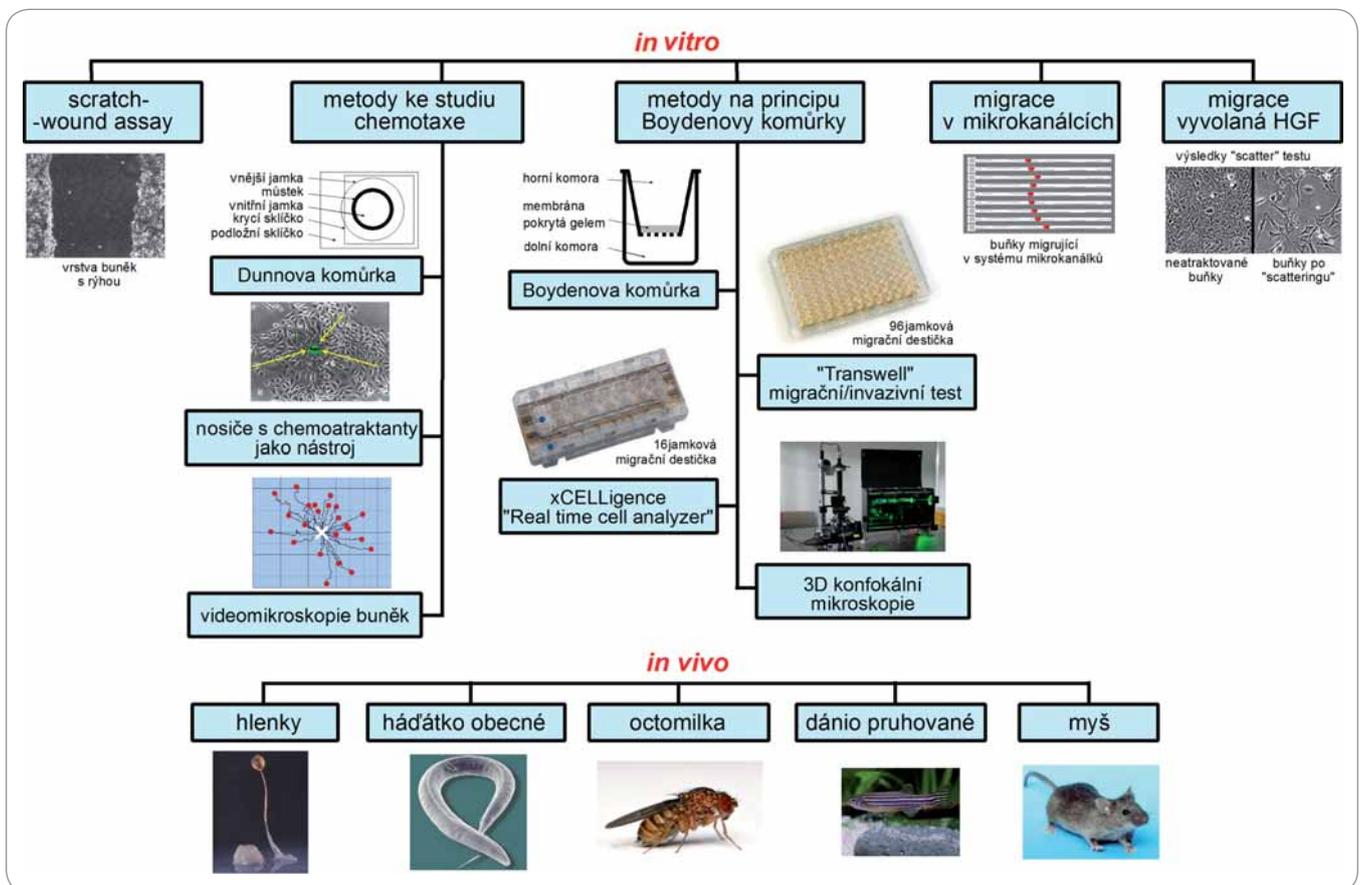 in vitro
scratch-
-wound assay
vrstva buněk
s rýhou
metody ke studiu
chemotaxe
vnější jamka
můstek
vnitřní jamka
krycí sklíčko
podložní sklíčko
Dunnova komůrka
nosiče s chemoatraktanty
jako nástroj
videomikroskopie buněk
metody na principu
Boydenovy komůrky
horní komora
membrána
pokrytá gelem
dolní komora
Boydenova komůrka
96jamková
migrační destička
"Transwell"
migrační/invazivní test
16jamková
migrační destička
xCELLigence
"Real time cell analyzer"
3D konfokální
mikroskopie
migrace
v mikrokanálcích
buňky migrující
v systému mikrokanálků
migrace
vyvolaná HGF
výsledky "scatter" testu
neatraktované
buňky
buňky po
"scatteringu"
in vivo
hlenky
háďátko obecné
octomilka
dánio pruhované
myš